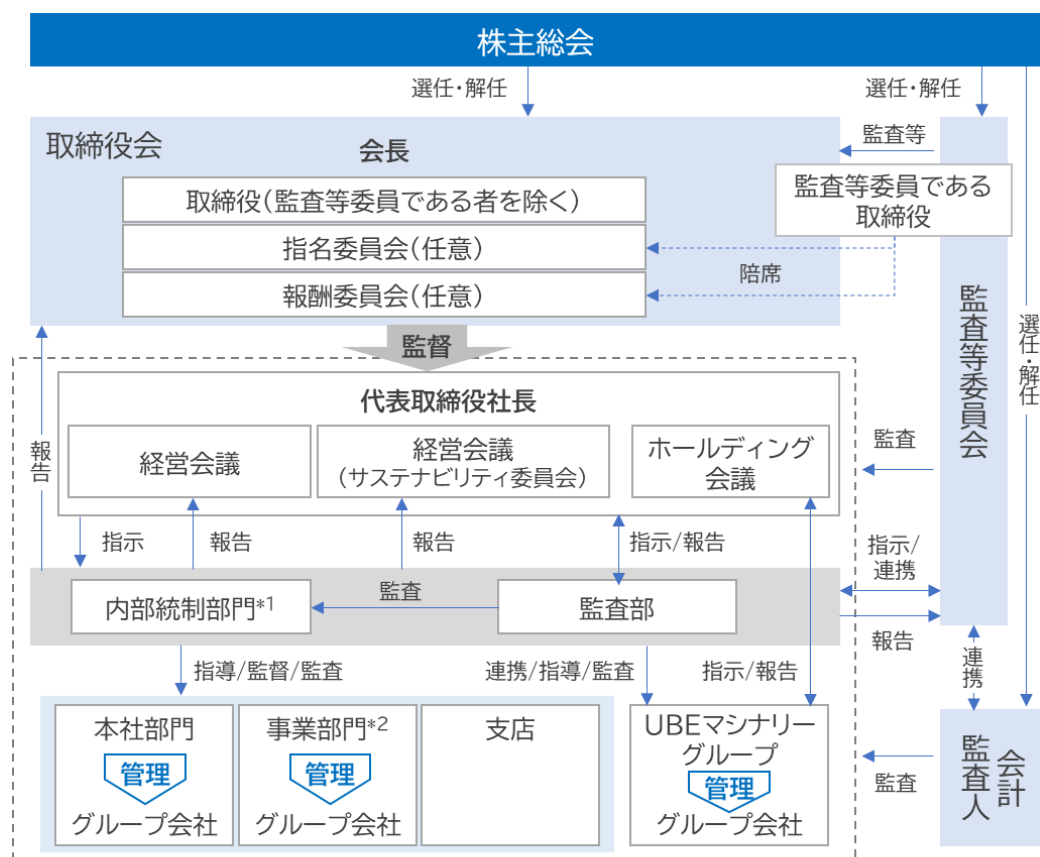 株主総会
選任・解任
選任・解任
取締役会
会長
監査等
取締役(監査等委員である者を除く)
監査等委員である
取締役
指名委員会(任意)
陪席
報酬委員会(任意)
監査等委員会
選任・解任
監督
代表取締役社長
報告
経営会議
経営会議
(サステナビリティ委員会)
ホールディング
会議
監査
指示
報告
報告
指示/報告
指示/
連携
内部統制部門*1
監査
監査部
報告
連携
指導/監督/監査
連携/指導/監査
指示/報告
本社部門
管理
グループ会社
事業部門*2
管理
グループ会社
支店
UBEマシナリー
グループ
管理
グループ会社
監査
会計
監査人